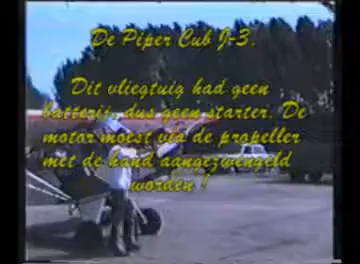 De Piper Cub J-3.
Dit vliegtuig had geen
batterij, dus geen starter. De
motor moest via de propeller
met de hand aangezwengeld
worden !